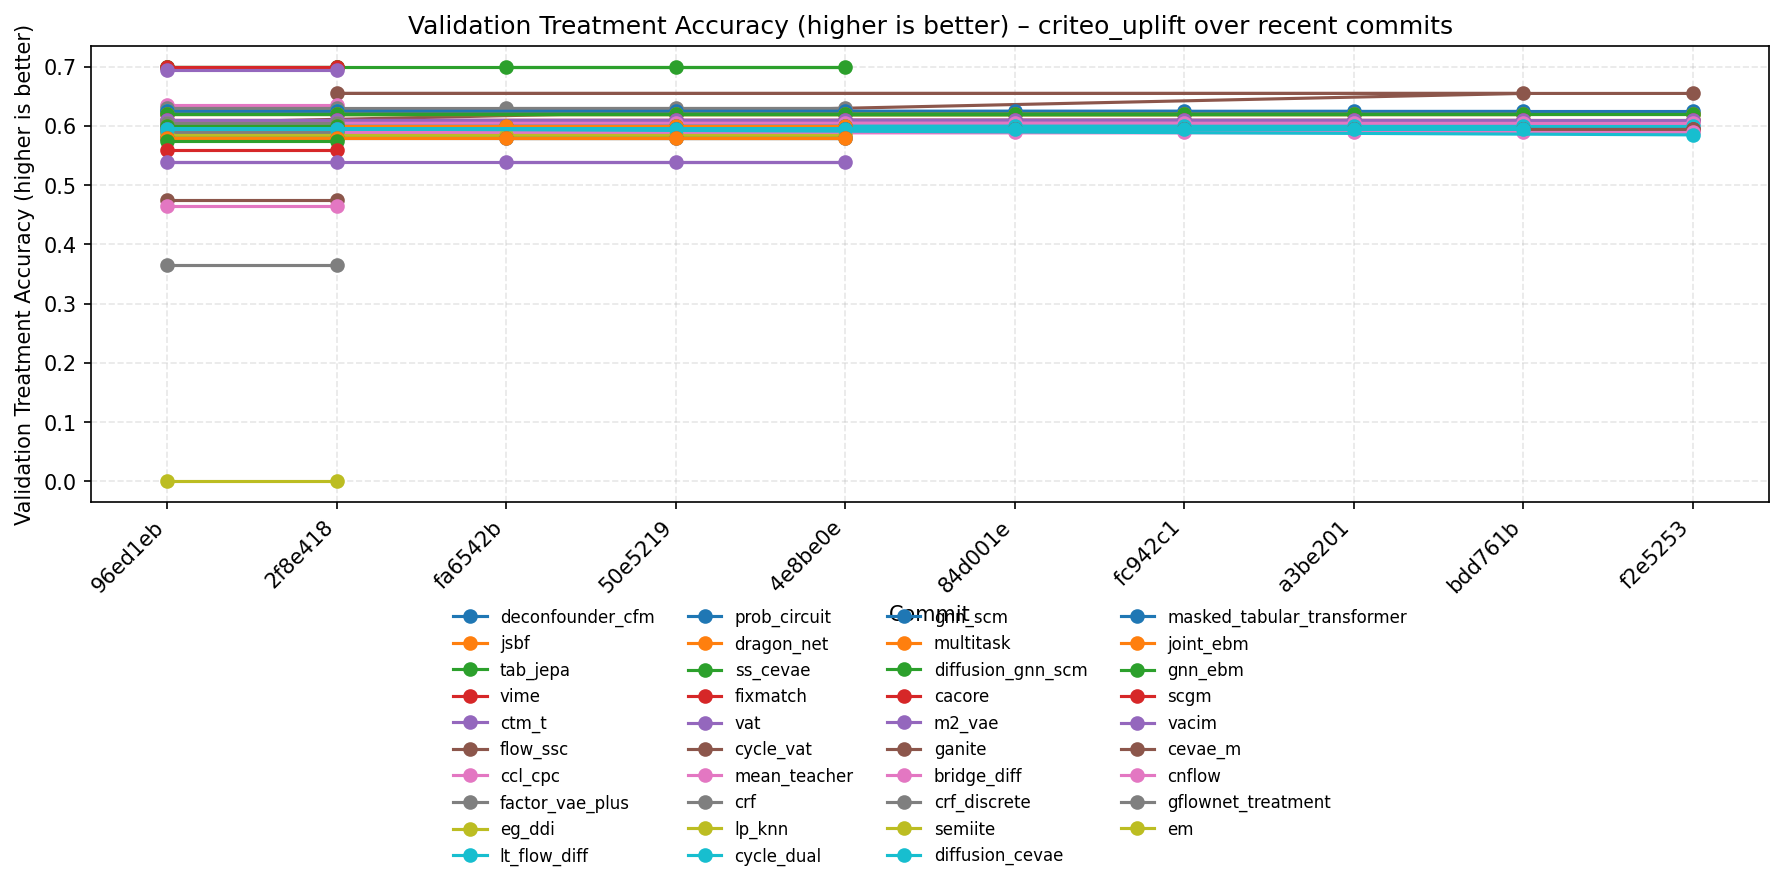 Validation Treatment Accuracy (higher is better) – criteo_uplift over recent commits
Validation Treatment Accuracy (higher is better)
0.7
0.6
0.5
0.4
0.3
0.2
0.1
0.0
96ed1eb
2f8e418
fa6542b
50e5219
4e8be0e
84d001e
fc942c1
a3be201
bdd761b
f2e5253
Commit
deconfounder_cfm
jsbf
tab_jepa
vime
ctm_t
flow_ssc
ccl_cpc
factor_vae_plus
eg_ddi
lt_flow_diff
prob_circuit
dragon_net
ss_cevae
fixmatch
vat
cycle_vat
mean_teacher
crf
lp_knn
cycle_dual
gnn_scm
multitask
diffusion_gnn_scm
cacore
m2_vae
ganite
bridge_diff
crf_discrete
semiite
diffusion_cevae
masked_tabular_transformer
joint_ebm
gnn_ebm
scgm
vacim
cevae_m
cnflow
gflownet_treatment
em